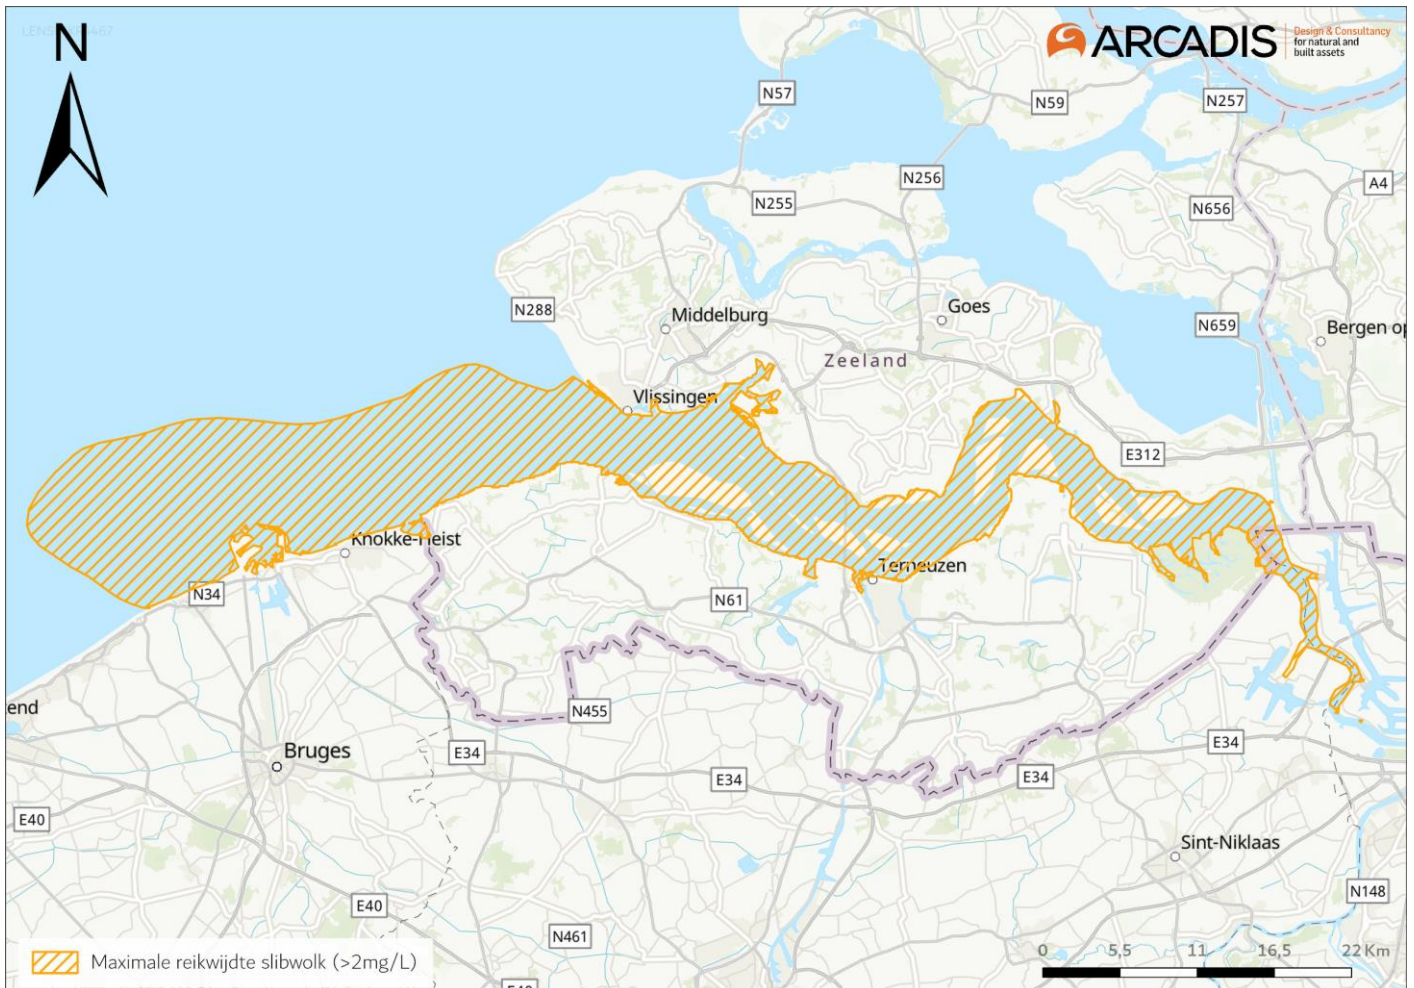 N
ARCADIS
Design & Consultancy
for natural and
built assets
N57
N59
N257
N256
A4
N255
N656
N288
Middelburg
Goes
N659
Bergen op
Zeeland
Vlissingen
E312
Knokke-Heist
Terneuzen
N34
N61
end
N455
Bruges
E34
E34
E34
E34
E40
Sint-Niklaas
N148
E40
N461
Maximale reikwijdte slibwolk (>2mg/L)
0 5,5 11 16,5 22 Km